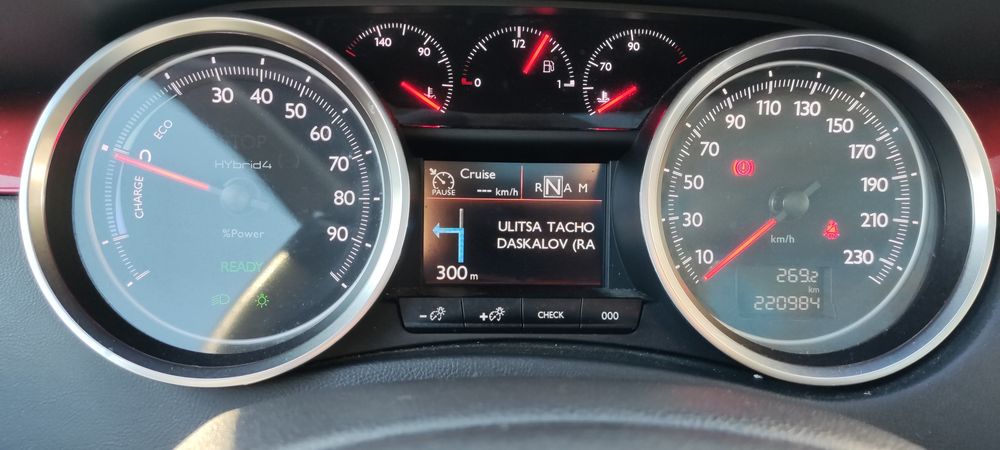 140 90
0 1/2 1
90 70
CHARGE ECO 30 40 50 60 70 80 90
STOP
HYbrid4
%Power
READY
Cruise
--- km/h
PAUSE
R N A M
ULITSA TACHO
DASKALOV (RA
300 m
- + CHECK 000
10 30 50 70 90 110 130 150 170 190 210 230
km/h
269.2
km
220984